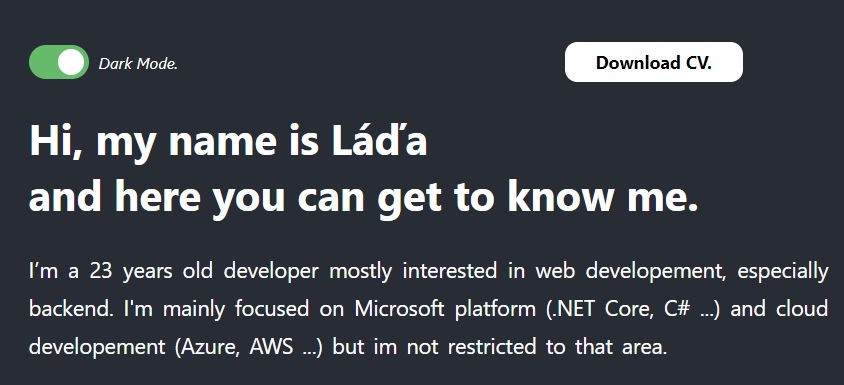 Dark Mode.
Download CV.
Hi, my name is Láďa
and here you can get to know me.
I’m a 23 years old developer mostly interested in web developement, especially
backend. I'm mainly focused on Microsoft platform (.NET Core, C# ...) and cloud
developement (Azure, AWS ...) but im not restricted to that area.